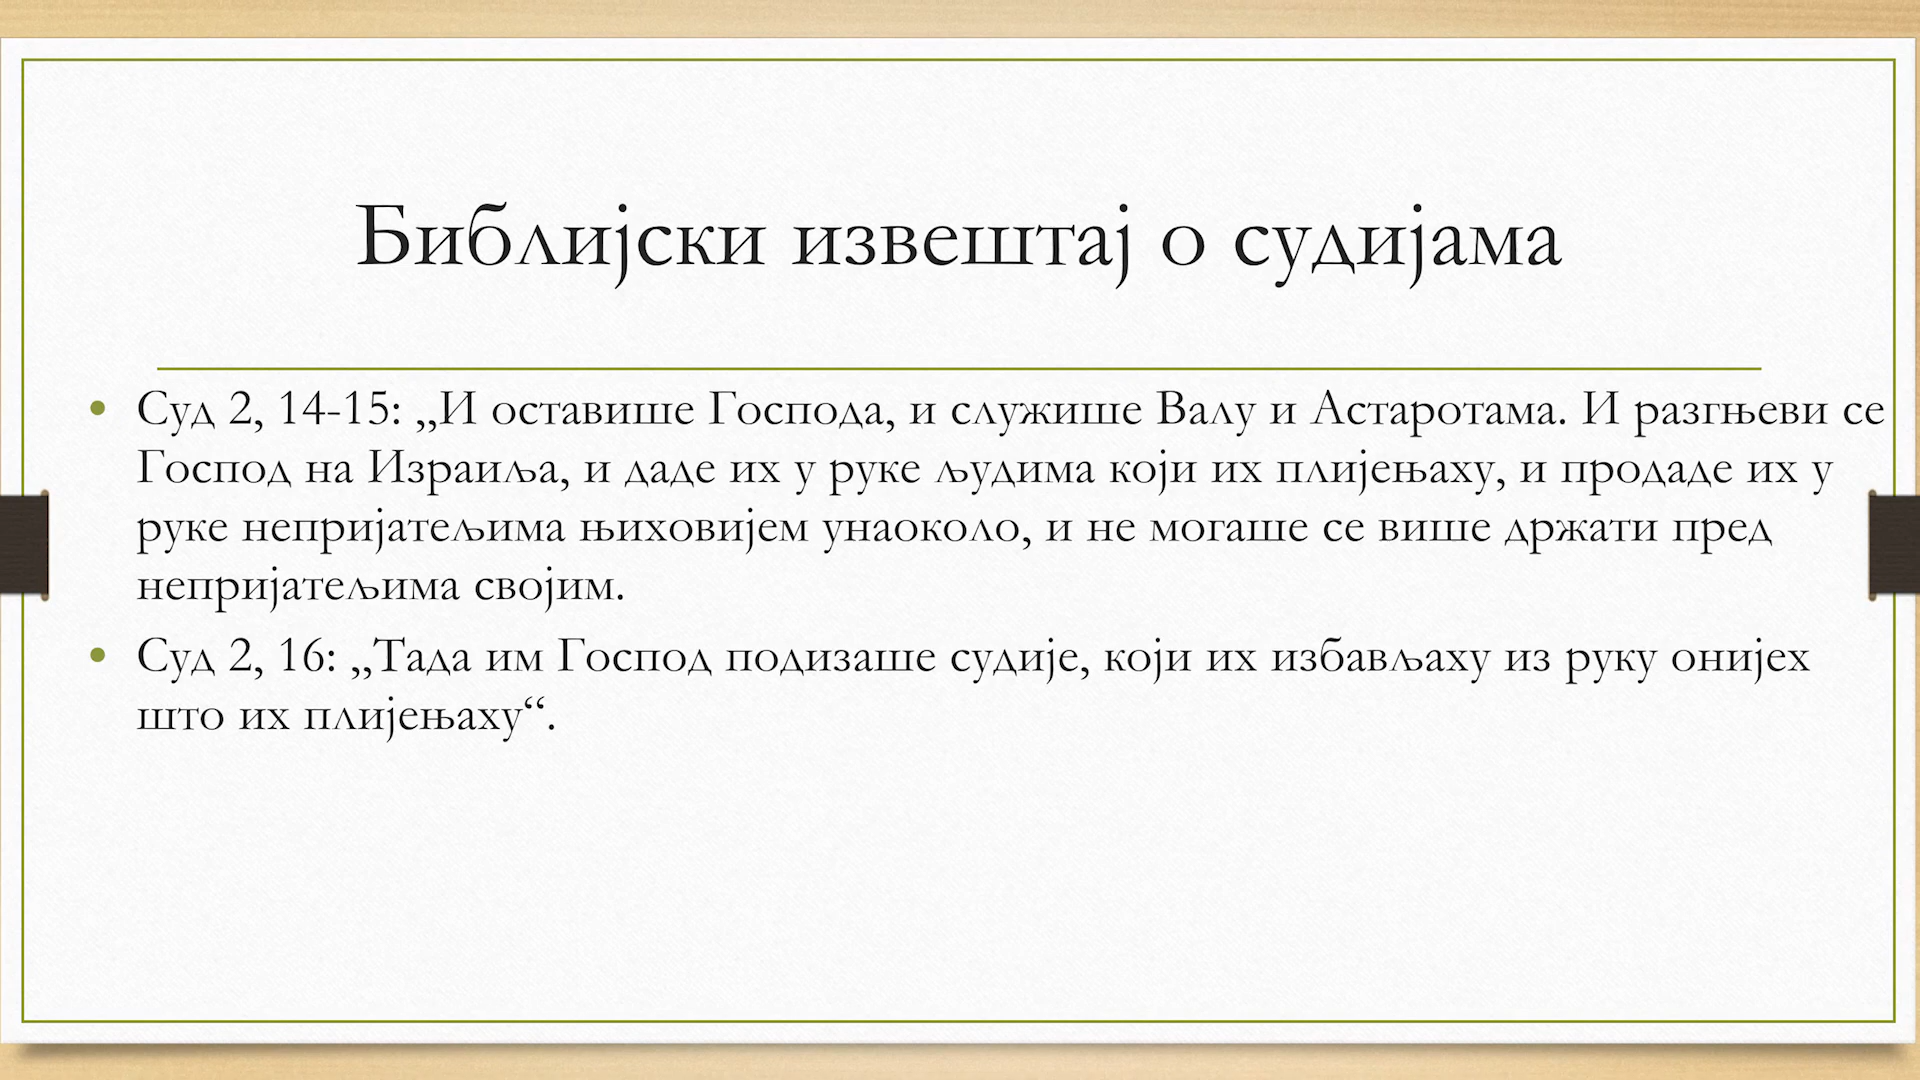 Библијски извештај о судијама
• Суд 2, 14-15: „И оставише Господа, и служише Валу и Астаротама. И разгњеви се
Господ на Израиља, и даде их у руке људима који их плијењаху, и продаде их у
руке непријатељима њиховијем унаоколо, и не могаше се више држати пред
непријатељима својим.
• Суд 2, 16: „Тада им Господ подизаше судије, који их избављаху из руку онијех
што их плијењаху“.